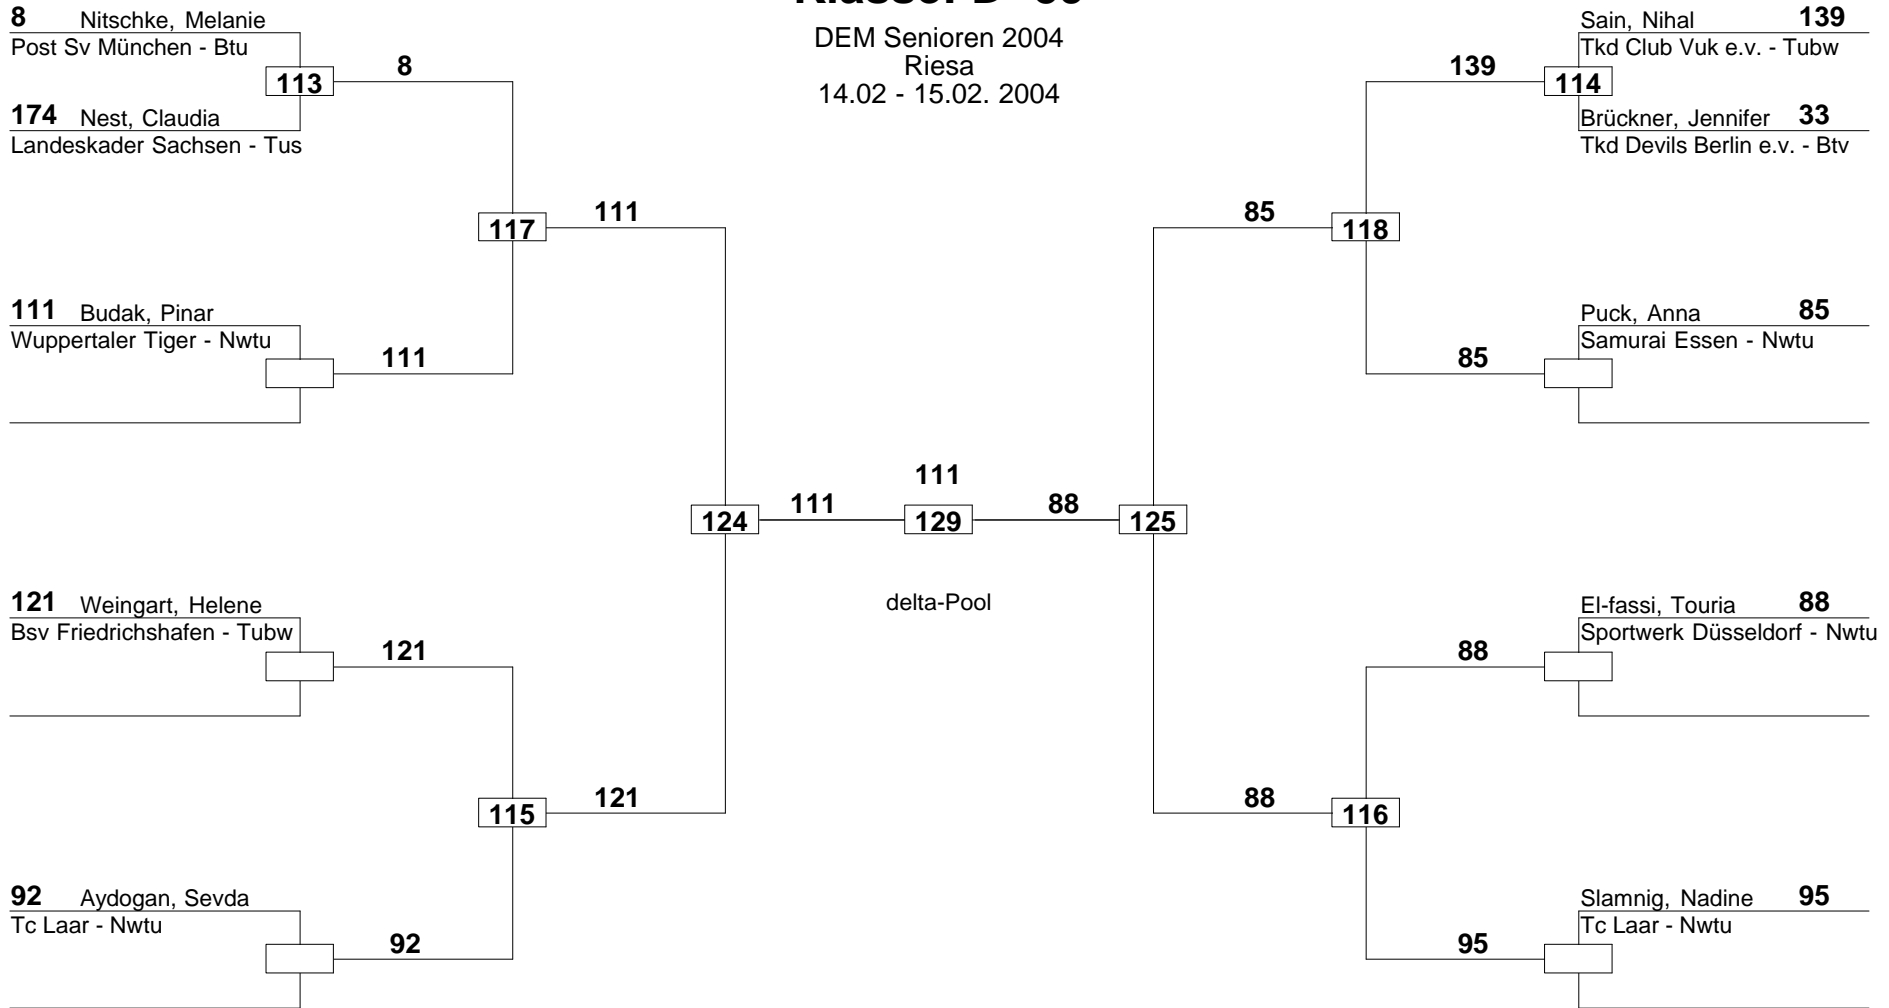 8 Nitschke, Melanie
Post Sv München - Btu
113
8
174 Nest, Claudia
Landeskader Sachsen - Tus
117
111
111 Budak, Pinar
Wuppertaler Tiger - Nwtu
111
121 Weingart, Helene
Bsv Friedrichshafen - Tubw
121
115
121
92 Aydogan, Sevda
Tc Laar - Nwtu
92
DEM Senioren 2004
Riesa
14.02 - 15.02. 2004
111
124
111
129
88
125
delta-Pool
Sain, Nihal 139
Tkd Club Vuk e.v. - Tubw
139
114
Brückner, Jennifer 33
Tkd Devils Berlin e.v. - Btv
85
118
Puck, Anna 85
Samurai Essen - Nwtu
85
El-fassi, Touria 88
Sportwerk Düsseldorf - Nwtu
88
88
116
Slamnig, Nadine 95
Tc Laar - Nwtu
95